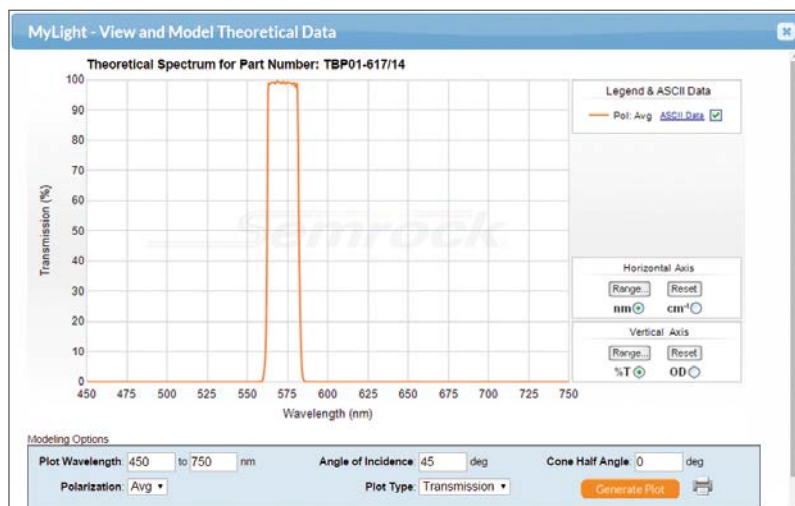 MyLight - View and Model Theoretical Data
Theoretical Spectrum for Part Number: TBP01-617/14
100
90
80
70
60
50
40
30
20
10
0
Transmission (%)
450 475 500 525 550 575 600 625 650 675 700 725 750
Wavelength (nm)
Semrock
Legend & ASCII Data
Pol: Avg ASCII Data
Horizontal Axis
Range... Reset
nm cm-1
Vertical Axis
Range... Reset
%T OD
Modeling Options
Plot Wavelength: 450 to 750 nm Angle of Incidence: 45 deg Cone Half Angle: 0 deg
Polarization: Avg Plot Type: Transmission Generate Plot